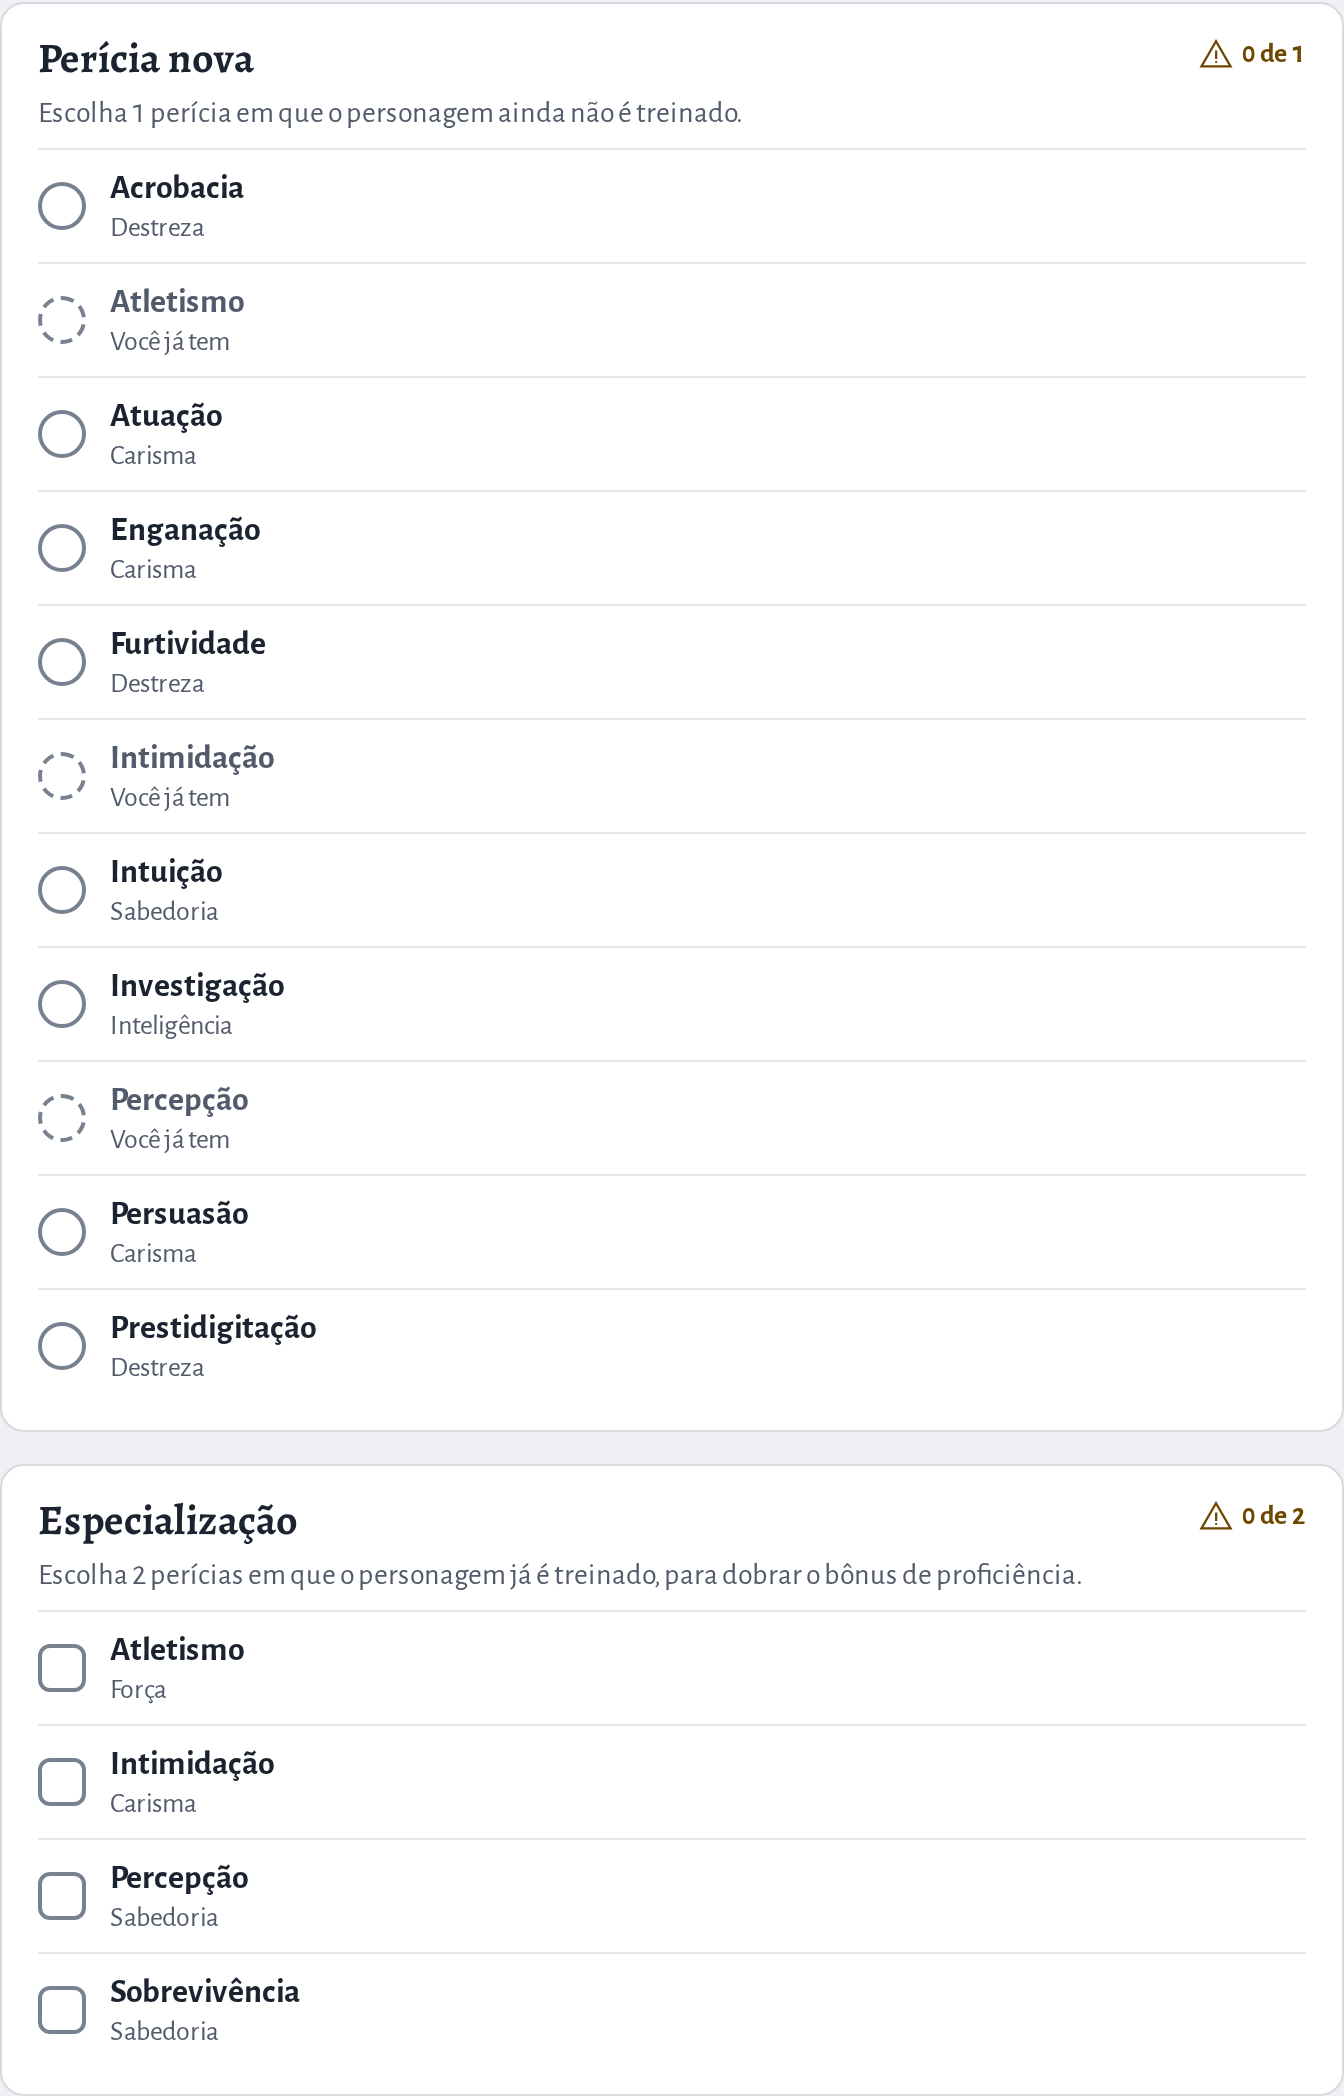 Perícia nova
0 de 1
Escolha 1 perícia em que o personagem ainda não é treinado.
Acrobacia
Destreza
Atletismo
Você já tem
Atuação
Carisma
Enganação
Carisma
Furtividade
Destreza
Intimidação
Você já tem
Intuição
Sabedoria
Investigação
Inteligência
Percepção
Você já tem
Persuasão
Carisma
Prestidigitação
Destreza
Especialização
0 de 2
Escolha 2 perícias em que o personagem já é treinado, para dobrar o bônus de proficiência.
Atletismo
Força
Intimidação
Carisma
Percepção
Sabedoria
Sobrevivência
Sabedoria